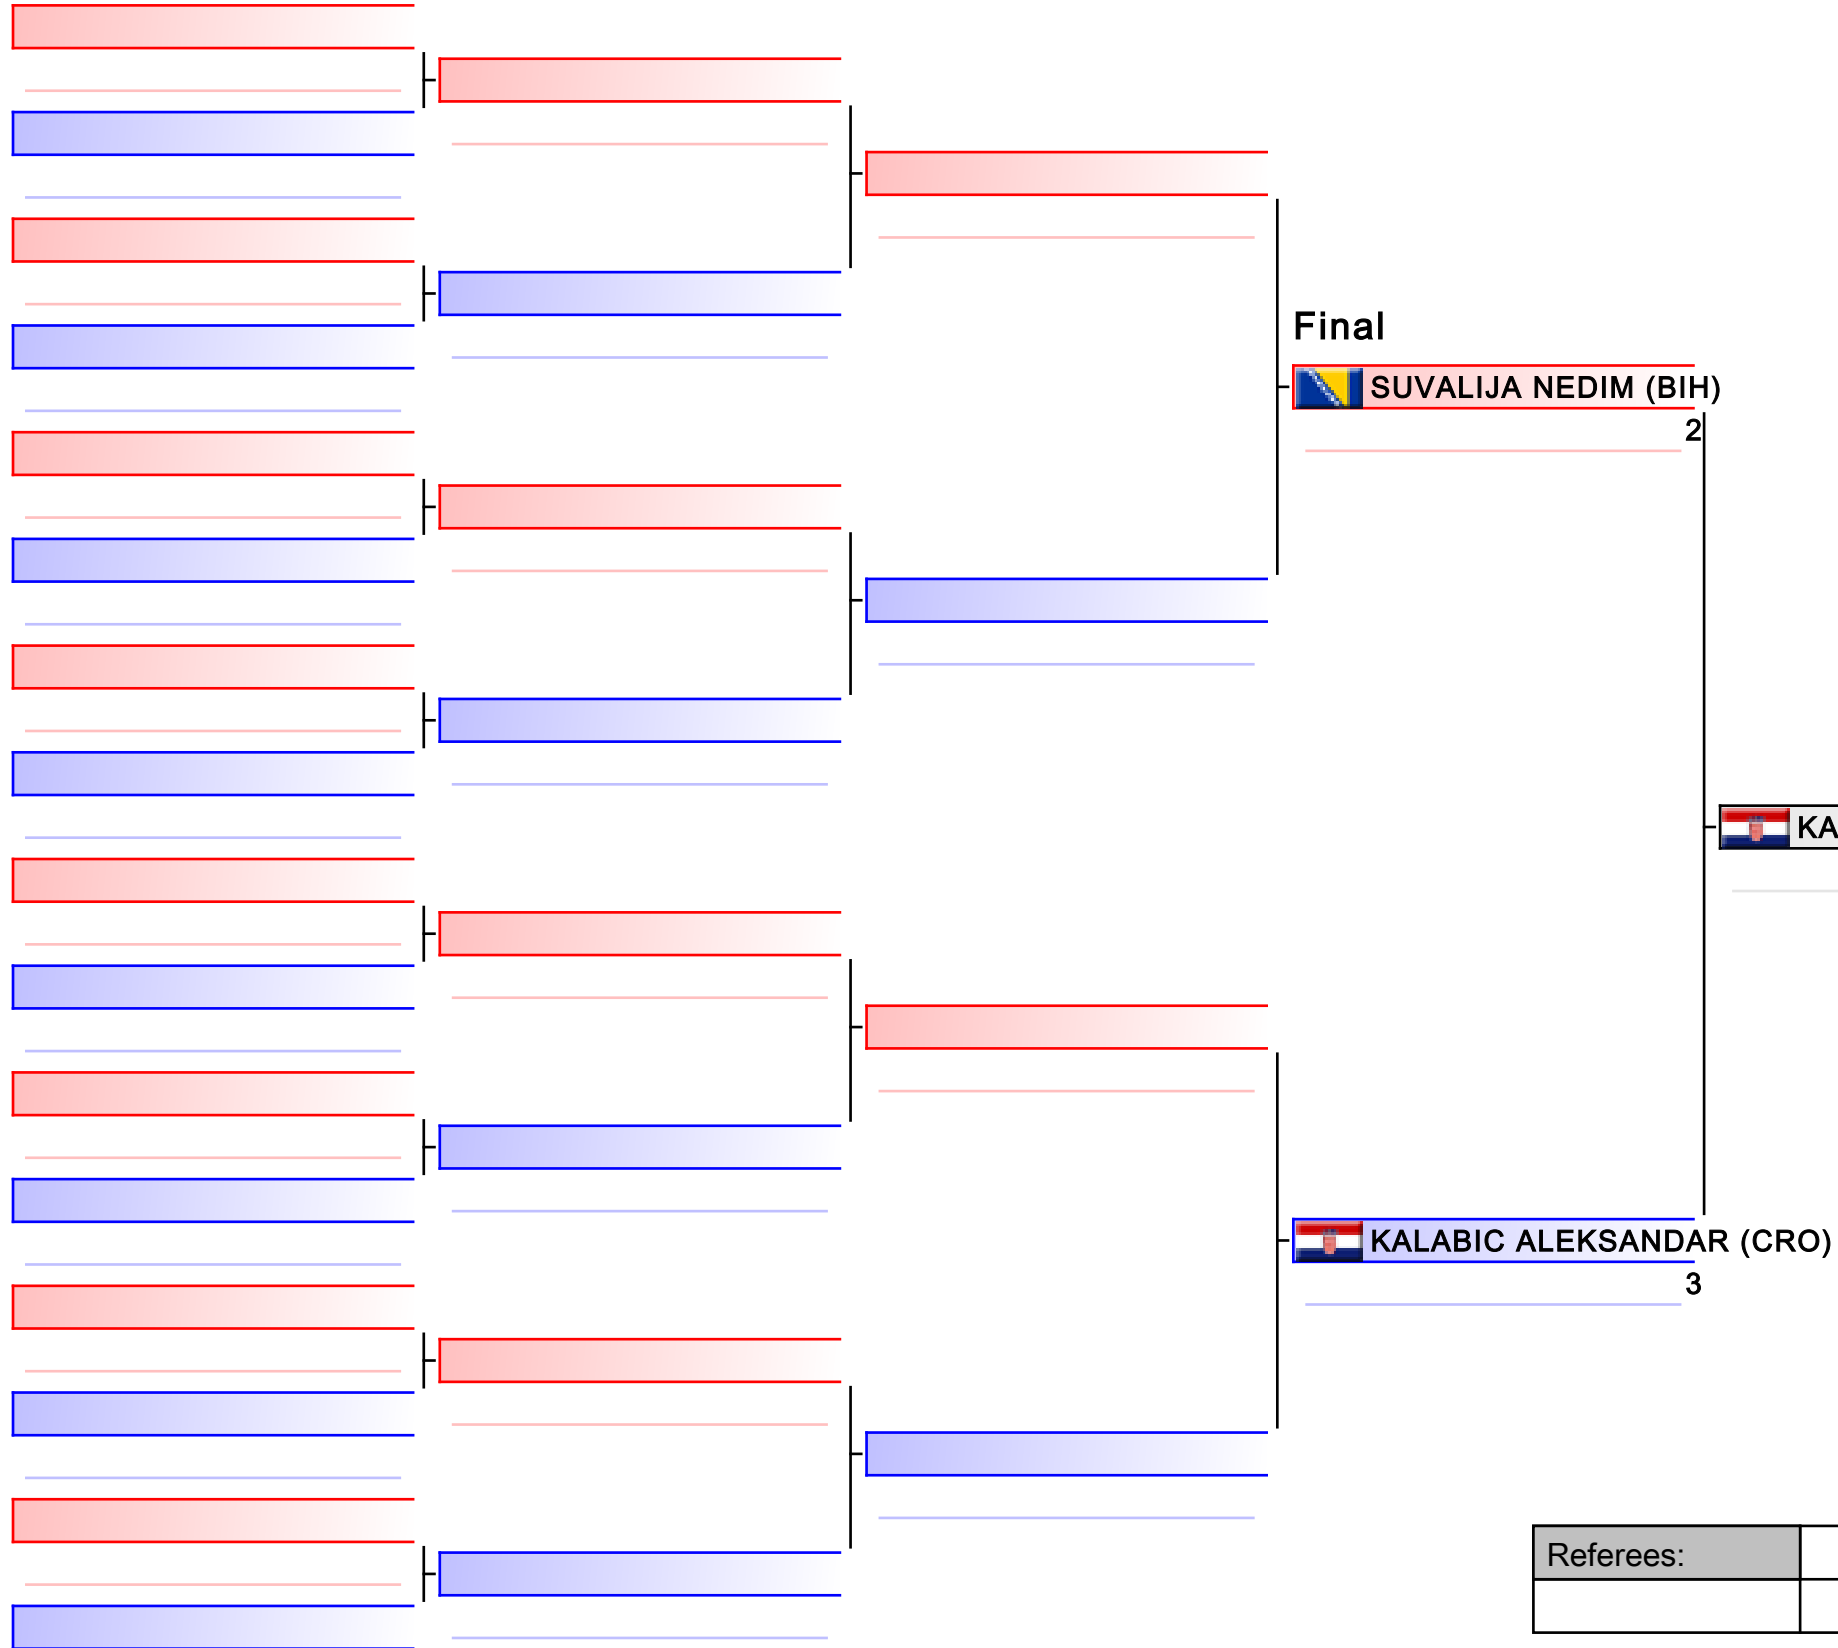 Final
SUVALIJA NEDIM (BIH)
2
KA
KALABIC ALEKSANDAR (CRO)
3
Referees: